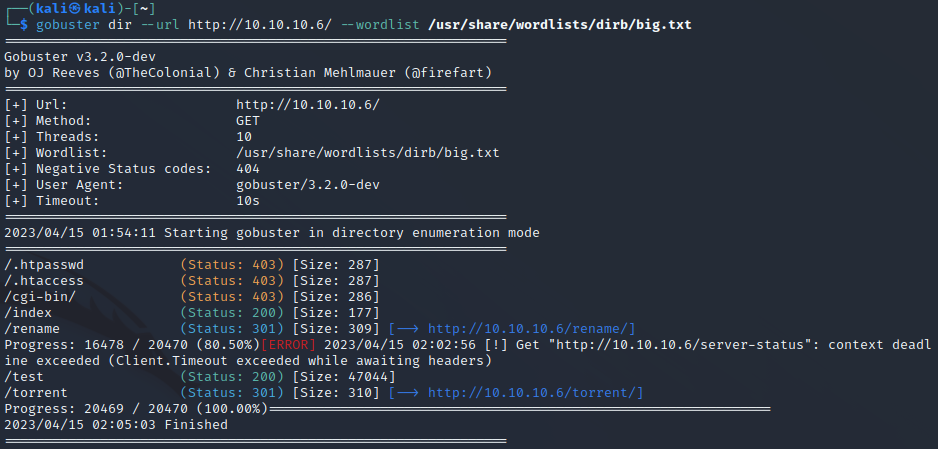 ┌──(kali㉿kali)-[~]
└─$ gobuster dir --url http://10.10.10.6/ --wordlist /usr/share/wordlists/dirb/big.txt
===============================================================
Gobuster v3.2.0-dev
by OJ Reeves (@TheColonial) & Christian Mehlmauer (@firefart)
===============================================================
[+] Url:                     http://10.10.10.6/
[+] Method:                  GET
[+] Threads:                 10
[+] Wordlist:                /usr/share/wordlists/dirb/big.txt
[+] Negative Status codes:   404
[+] User Agent:              gobuster/3.2.0-dev
[+] Timeout:                 10s
===============================================================
2023/04/15 01:54:11 Starting gobuster in directory enumeration mode
===============================================================
/.htpasswd            (Status: 403) [Size: 287]
/.htaccess            (Status: 403) [Size: 287]
/cgi-bin/             (Status: 403) [Size: 286]
/index                (Status: 200) [Size: 177]
/rename               (Status: 301) [Size: 309] [--> http://10.10.10.6/rename/]
Progress: 16478 / 20470 (80.50%)[ERROR] 2023/04/15 02:02:56 [!] Get "http://10.10.10.6/server-status": context deadl
ine exceeded (Client.Timeout exceeded while awaiting headers)
/test                 (Status: 200) [Size: 47044]
/torrent              (Status: 301) [Size: 310] [--> http://10.10.10.6/torrent/]
Progress: 20469 / 20470 (100.00%)===============================================================
2023/04/15 02:05:03 Finished
===============================================================